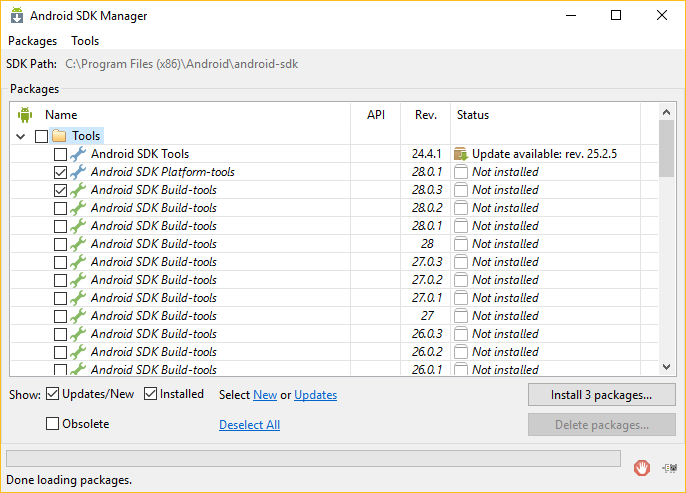 Android SDK Manager
Packages Tools
SDK Path: C:\Program Files (x86)\Android\android-sdk
Packages
Name API Rev. Status
Tools
Android SDK Tools 24.4.1 Update available: rev. 25.2.5
Android SDK Platform-tools 28.0.1 Not installed
Android SDK Build-tools 28.0.3 Not installed
Android SDK Build-tools 28.0.2 Not installed
Android SDK Build-tools 28.0.1 Not installed
Android SDK Build-tools 28 Not installed
Android SDK Build-tools 27.0.3 Not installed
Android SDK Build-tools 27.0.2 Not installed
Android SDK Build-tools 27.0.1 Not installed
Android SDK Build-tools 27 Not installed
Android SDK Build-tools 26.0.3 Not installed
Android SDK Build-tools 26.0.2 Not installed
Android SDK Build-tools 26.0.1 Not installed
Show: Updates/New Installed Select New or Updates Install 3 packages...
Obsolete Deselect All Delete packages...
Done loading packages.